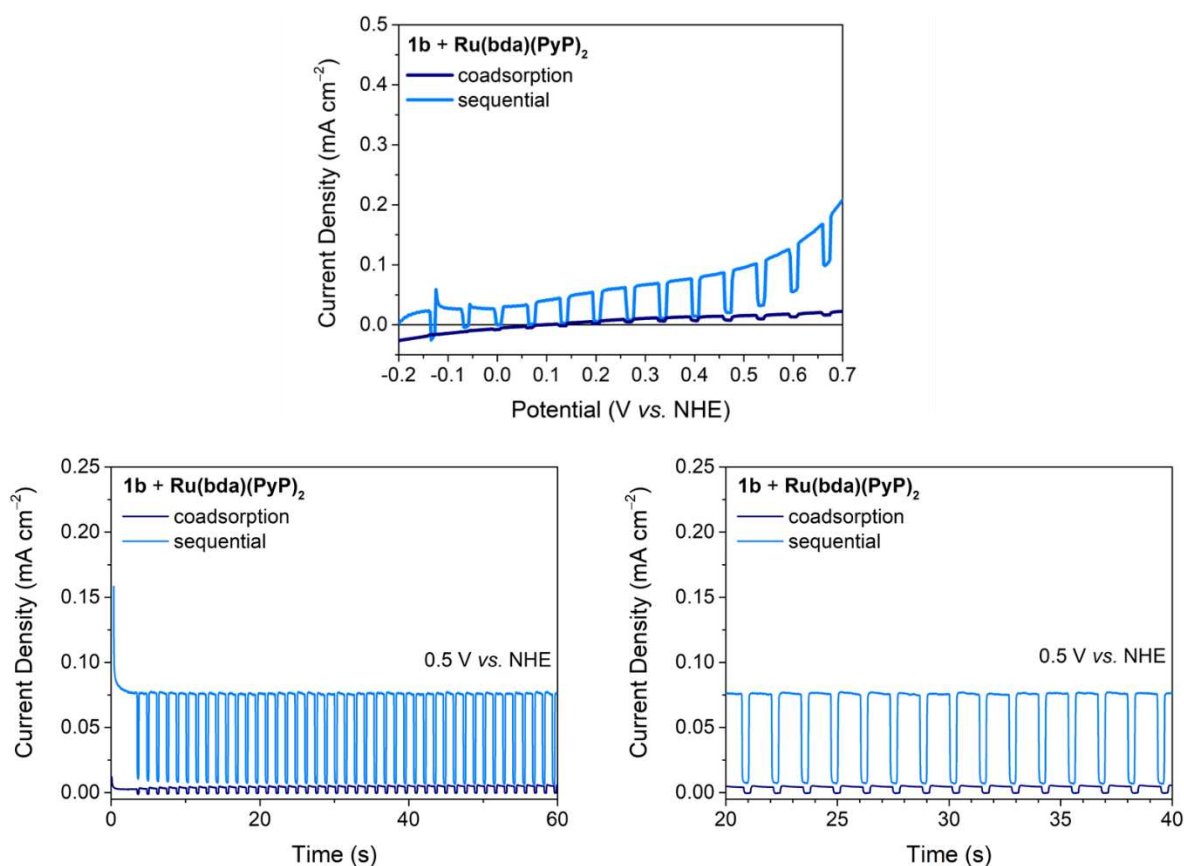 1b + Ru(bda)(PyP)2
coadsorption
sequential
Current Density (mA cm−2)
0.5
0.4
0.3
0.2
0.1
0.0
-0.2 -0.1 0.0 0.1 0.2 0.3 0.4 0.5 0.6 0.7
Potential (V vs. NHE)
1b + Ru(bda)(PyP)2
coadsorption
sequential
0.5 V vs. NHE
Current Density (mA cm−2)
0.25
0.20
0.15
0.10
0.05
0.00
0 20 40 60
Time (s)
1b + Ru(bda)(PyP)2
coadsorption
sequential
0.5 V vs. NHE
Current Density (mA cm−2)
0.25
0.20
0.15
0.10
0.05
0.00
20 25 30 35 40
Time (s)